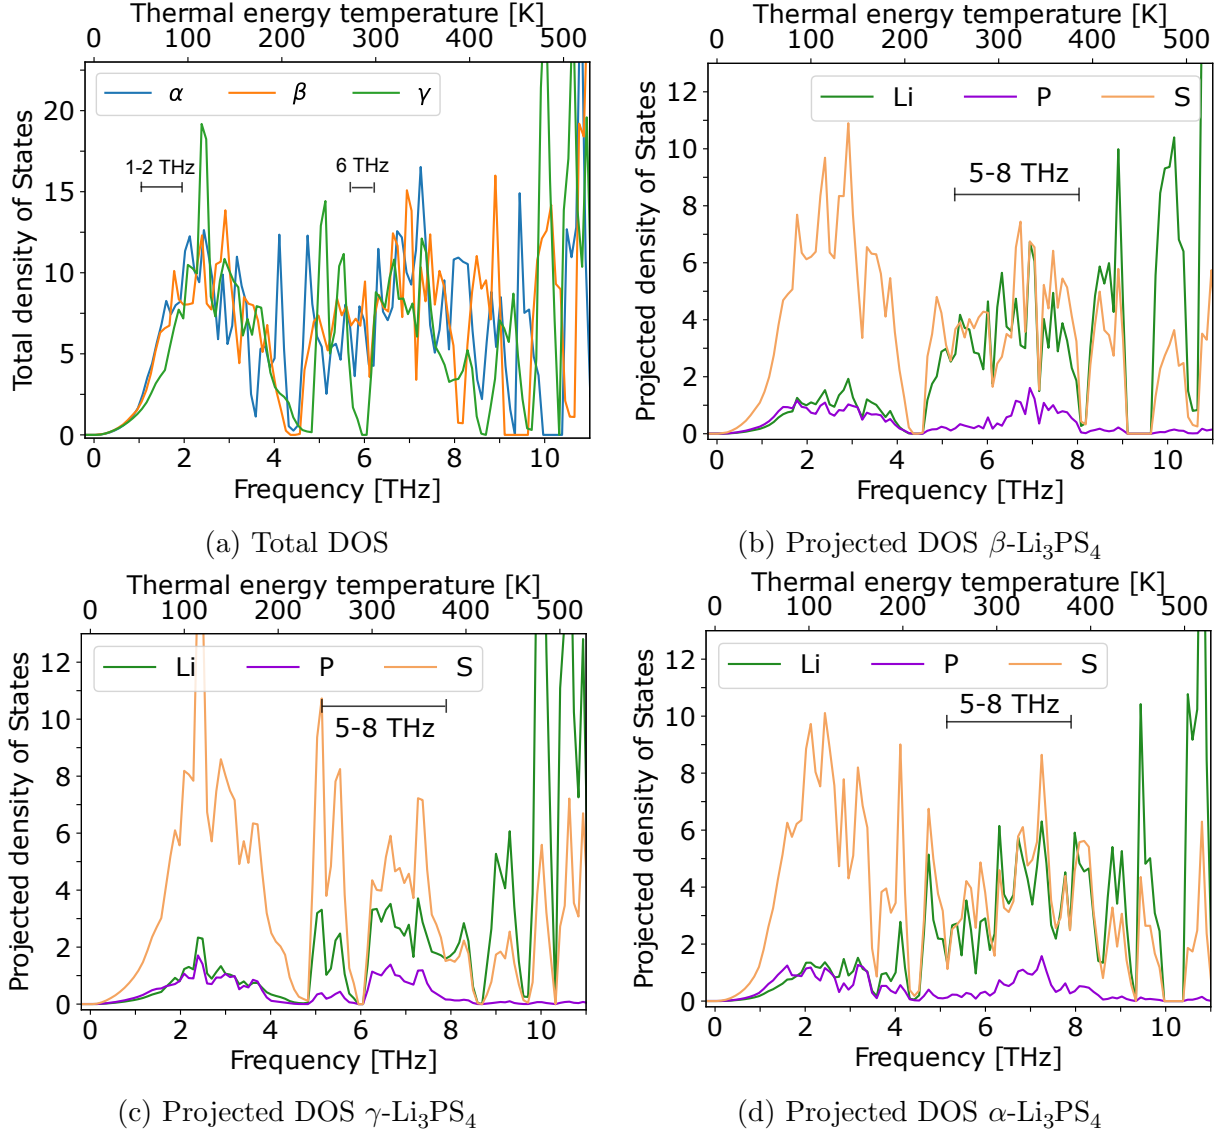 Thermal energy temperature [K]
0 100 200 300 400 500
Total density of States
20
15
10
5
0
α β γ
1-2 THz
6 THz
0 2 4 6 8 10
Frequency [THz]
(a) Total DOS
Thermal energy temperature [K]
0 100 200 300 400 500
Projected density of States
12
10
8
6
4
2
0
Li P S
5-8 THz
0 2 4 6 8 10
Frequency [THz]
(b) Projected DOS β-Li₃PS₄
Thermal energy temperature [K]
0 100 200 300 400 500
Projected density of States
12
10
8
6
4
2
0
Li P S
5-8 THz
0 2 4 6 8 10
Frequency [THz]
(c) Projected DOS γ-Li₃PS₄
Thermal energy temperature [K]
0 100 200 300 400 500
Projected density of States
12
10
8
6
4
2
0
Li P S
5-8 THz
0 2 4 6 8 10
Frequency [THz]
(d) Projected DOS α-Li₃PS₄